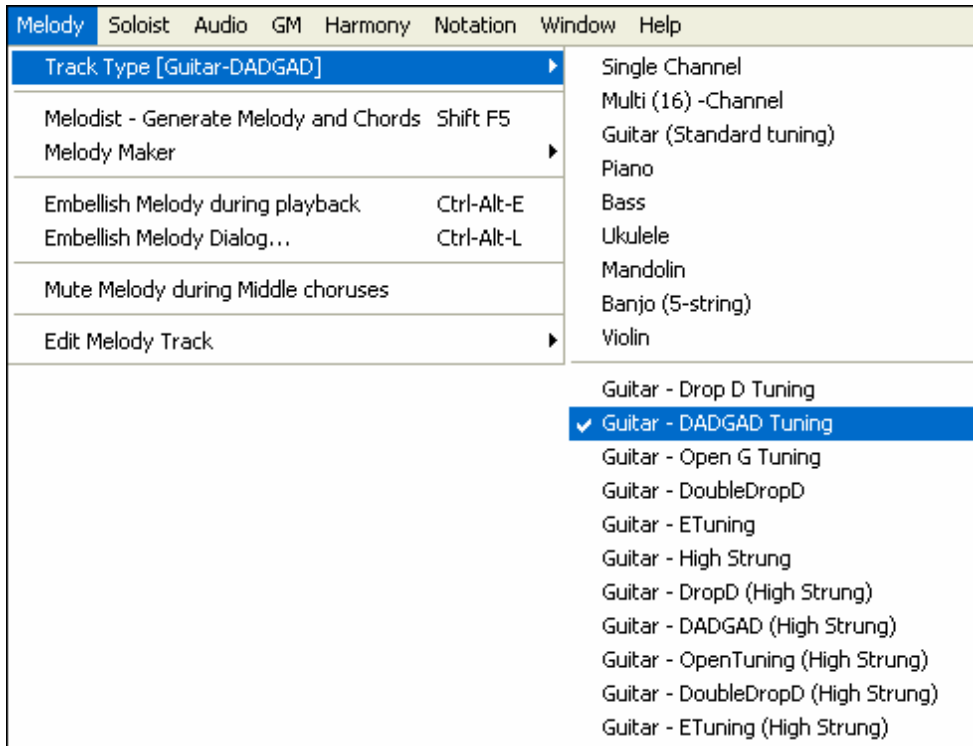 Melody Soloist Audio GM Harmony Notation Window Help
Track Type [Guitar-DADGAD]
Melodist - Generate Melody and Chords Shift F5
Melody Maker
Embellish Melody during playback Ctrl-Alt-E
Embellish Melody Dialog... Ctrl-Alt-L
Mute Melody during Middle choruses
Edit Melody Track
Single Channel
Multi (16) -Channel
Guitar (Standard tuning)
Piano
Bass
Ukulele
Mandolin
Banjo (5-string)
Violin
Guitar - Drop D Tuning
Guitar - DADGAD Tuning
Guitar - Open G Tuning
Guitar - DoubleDropD
Guitar - ETuning
Guitar - High Strung
Guitar - DropD (High Strung)
Guitar - DADGAD (High Strung)
Guitar - OpenTuning (High Strung)
Guitar - DoubleDropD (High Strung)
Guitar - ETuning (High Strung)